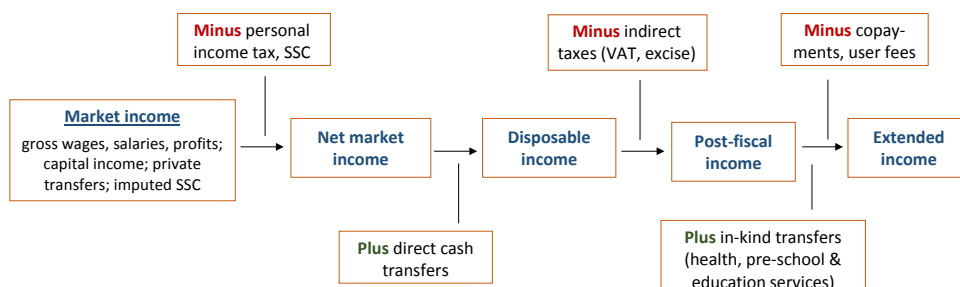 Minus personal
income tax, SSC
Minus indirect
taxes (VAT, excise)
Minus copay-
ments, user fees
Market income
gross wages, salaries, profits;
capital income; private
transfers; imputed SSC
Net market
income
Disposable
income
Post-fiscal
income
Extended
income
Plus direct cash
transfers
Plus in-kind transfers
(health, pre-school &
education services)